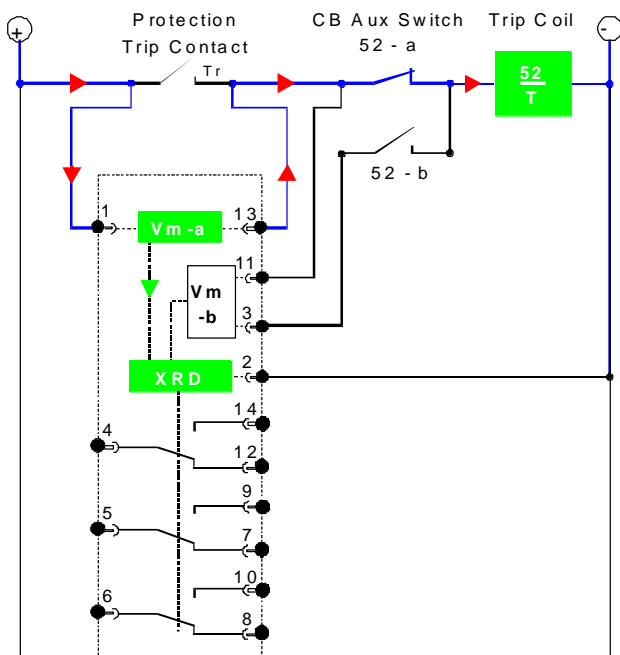 Protection
Trip Contact
CB Aux Switch
52 - a
Trip Coil
+
-
Tr
52
T
52 - b
1
Vm-a
13
11
Vm
-b
3
XRD
2
14
4
12
9
5
7
10
6
8